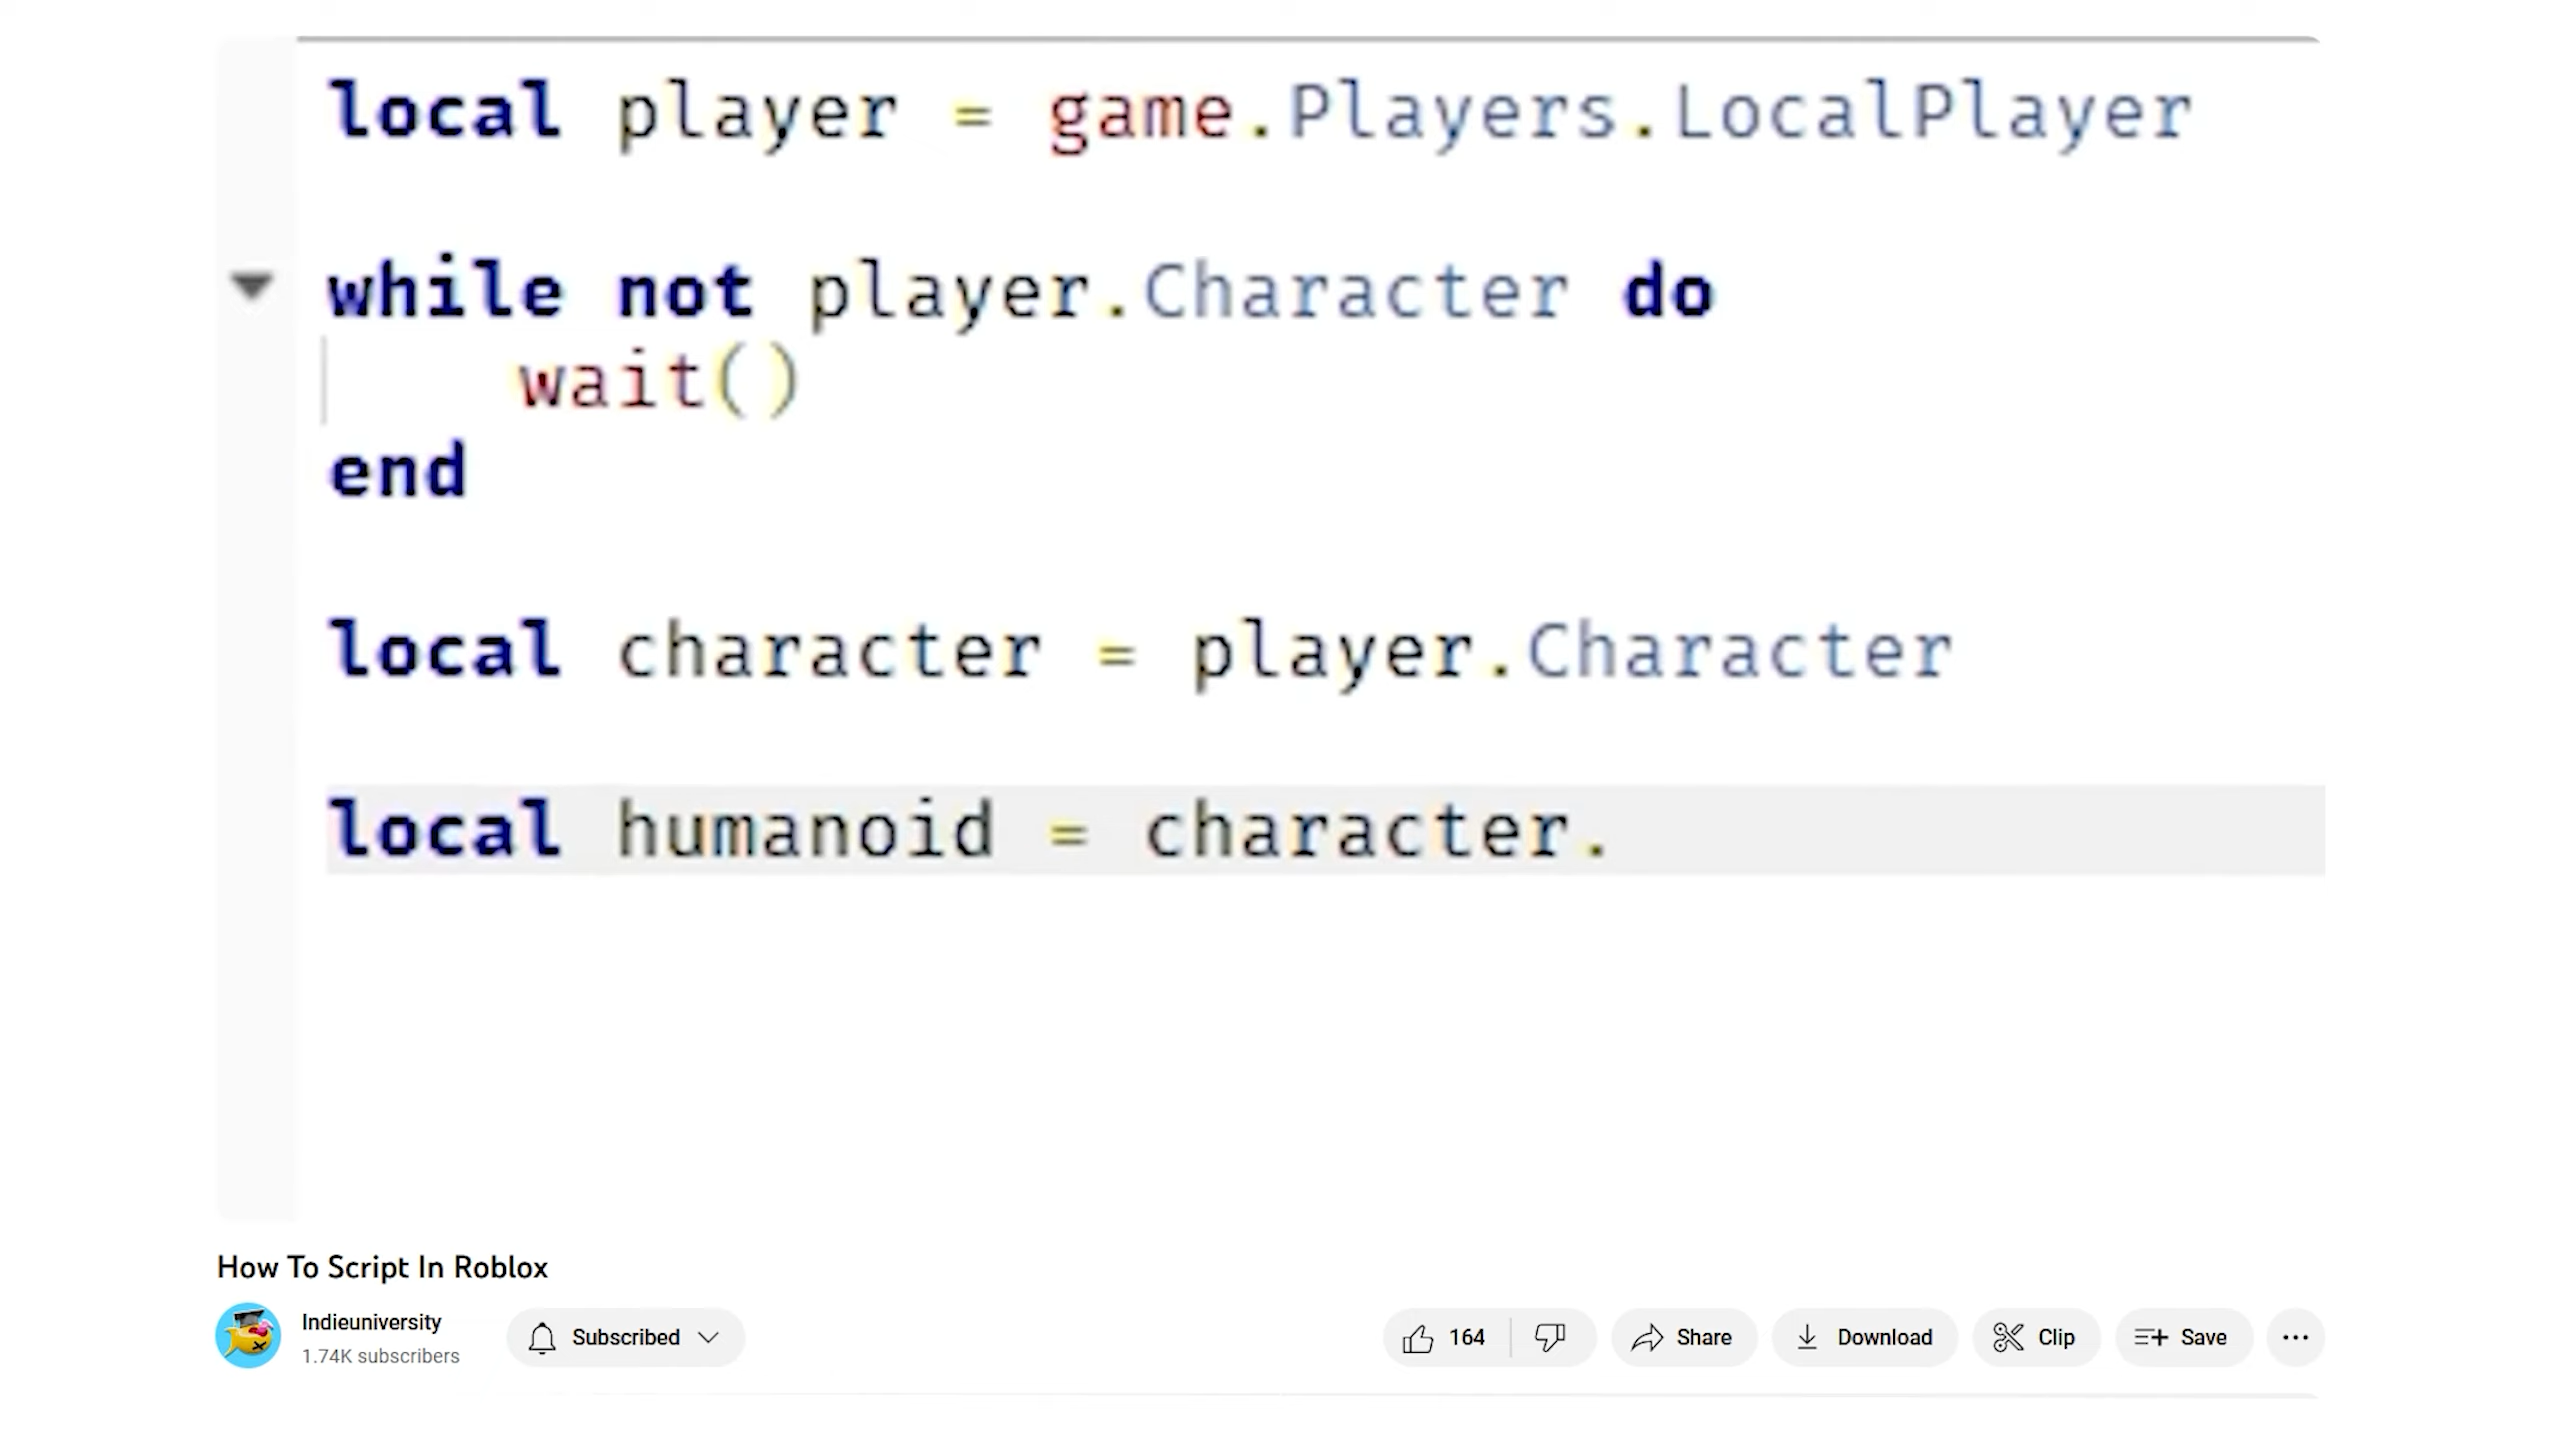 local player = game.Players.LocalPlayer
while not player.Character do
wait()
end
local character = player.Character
local humanoid = character.
How To Script In Roblox
Indieuniversity
1.74K subscribers
Subscribed
164
Share
Download
Clip
Save